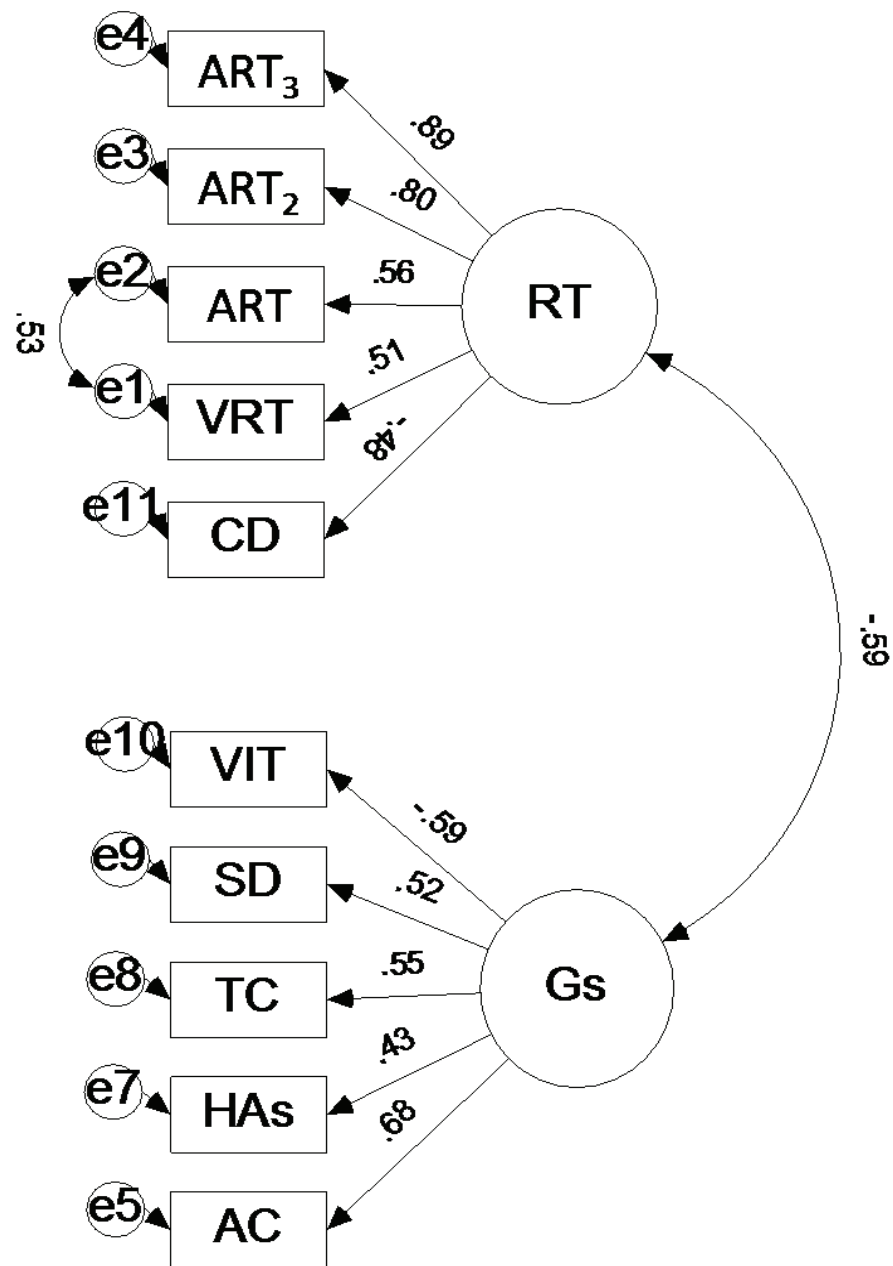 e4
ART₃
.89
e3
ART₂
.80
e2
ART
.56
RT
.53
e1
VRT
.51
e11
CD
-.48
-.59
e10
VIT
-.59
e9
SD
.52
e8
TC
.55
Gs
e7
HAs
.43
e5
AC
.68